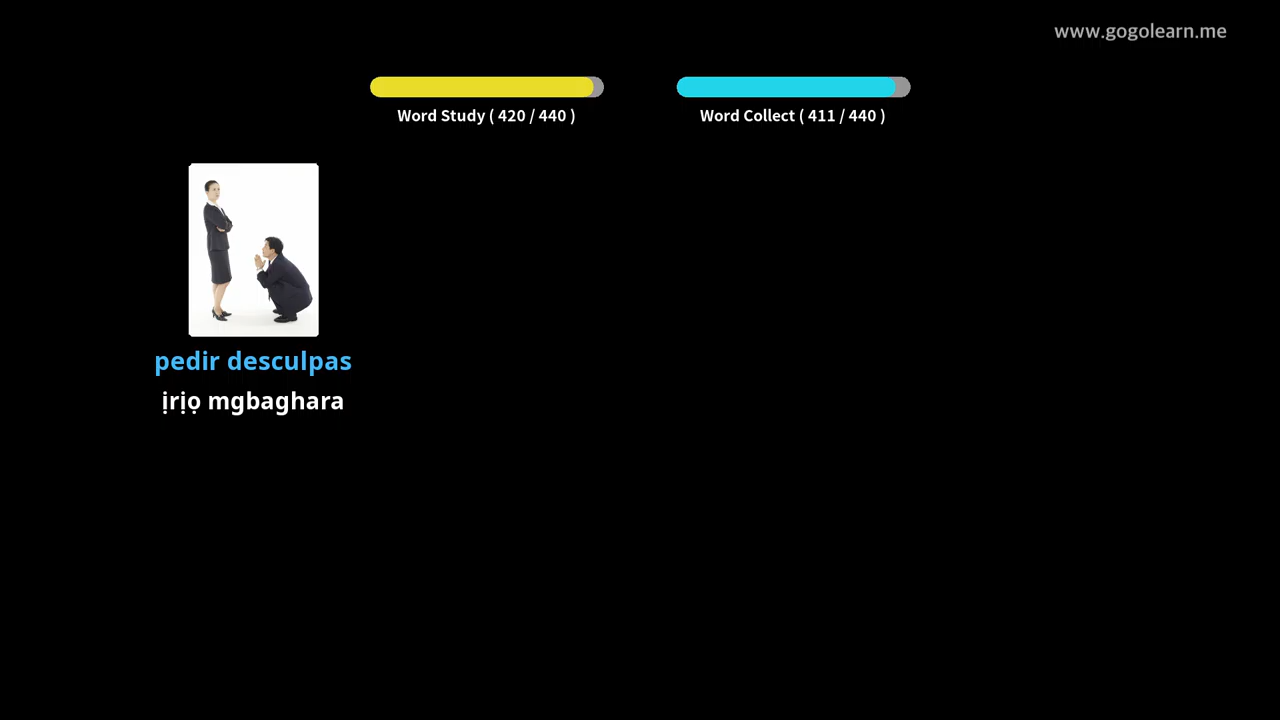 www.gogolearn.me
Word Study ( 420 / 440 )
Word Collect ( 411 / 440 )
pedir desculpas
ịrịọ mgbaghara